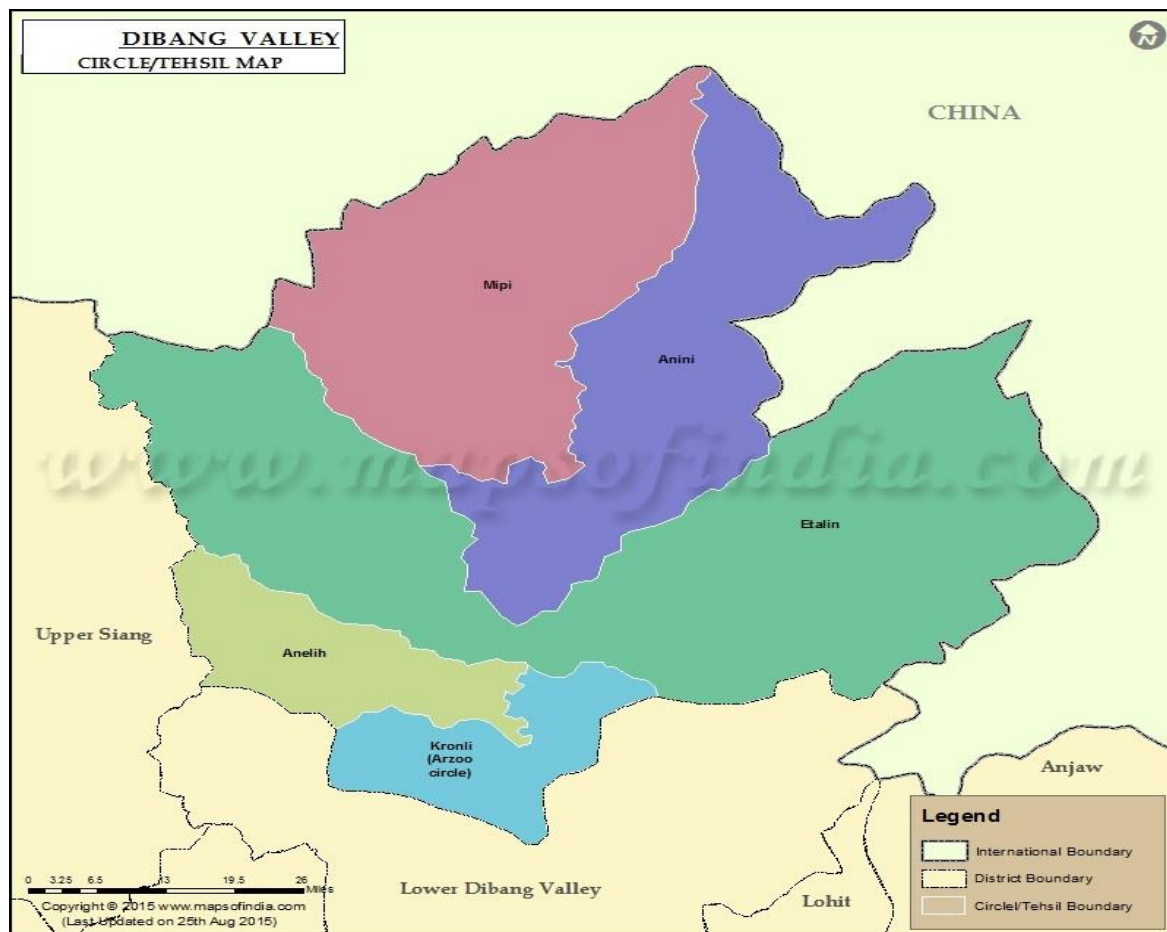 DIBANG VALLEY
CIRCLE/TEHSIL MAP
N
CHINA
Mipi
Anini
www.mapsofindia.com
Etalin
Upper Siang
Anelih
Kronli
(Arzoo
circle)
Anjaw
Legend
International Boundary
District Boundary
Circlel/Tehsil Boundary
0 3.25 6.5 13 19.5 26
Miles
Lower Dibang Valley
Lohit
Copyright © 2015 www.mapsofindia.com
(Last Updated on 25th Aug 2015)